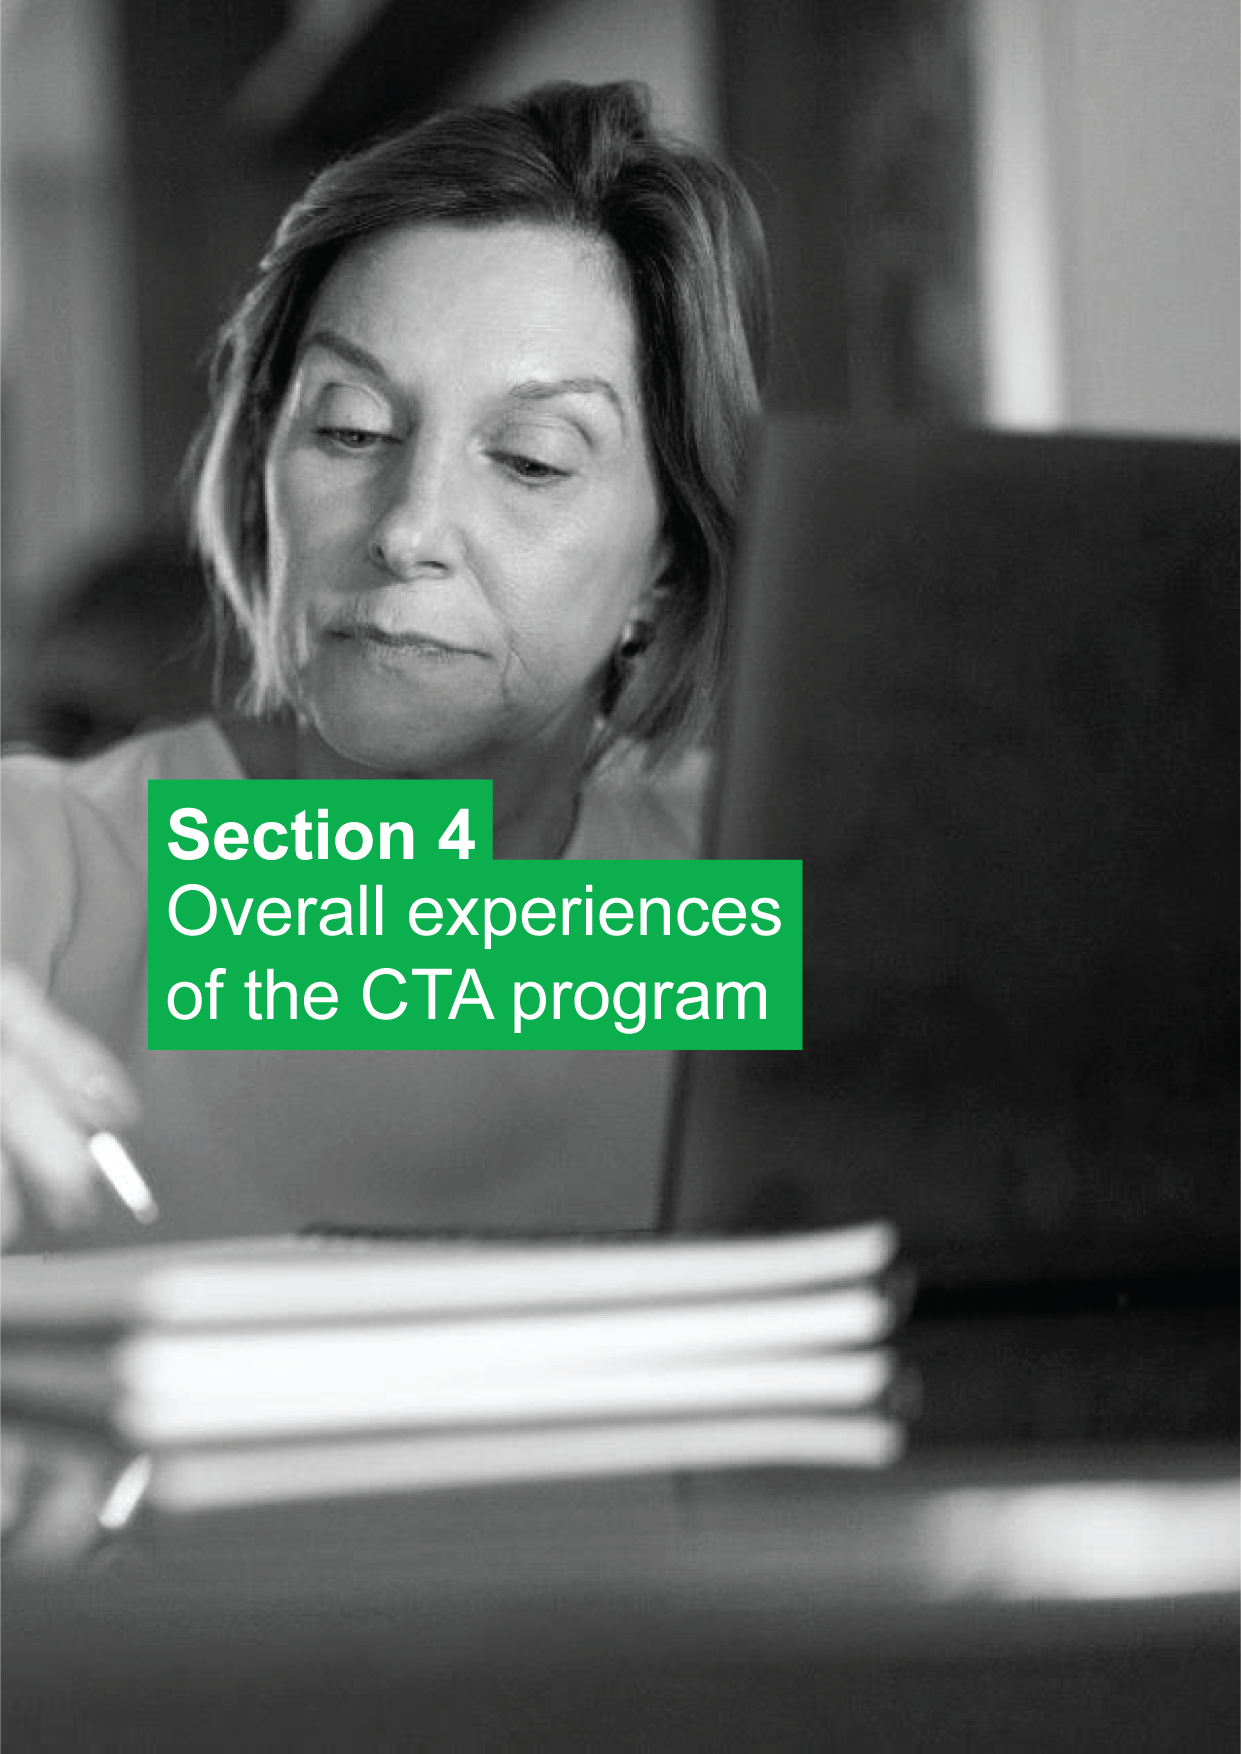 Section 4
Overall experiences
of the CTA program